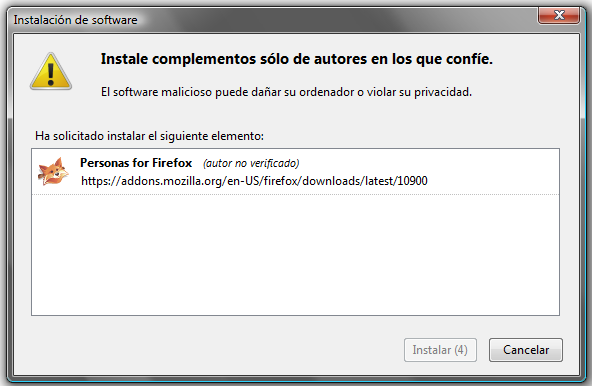 Instalación de software
Instale complementos sólo de autores en los que confíe.
El software malicioso puede dañar su ordenador o violar su privacidad.
Ha solicitado instalar el siguiente elemento:
Personas for Firefox (autor no verificado)
https://addons.mozilla.org/en-US/firefox/downloads/latest/10900
Instalar (4) Cancelar